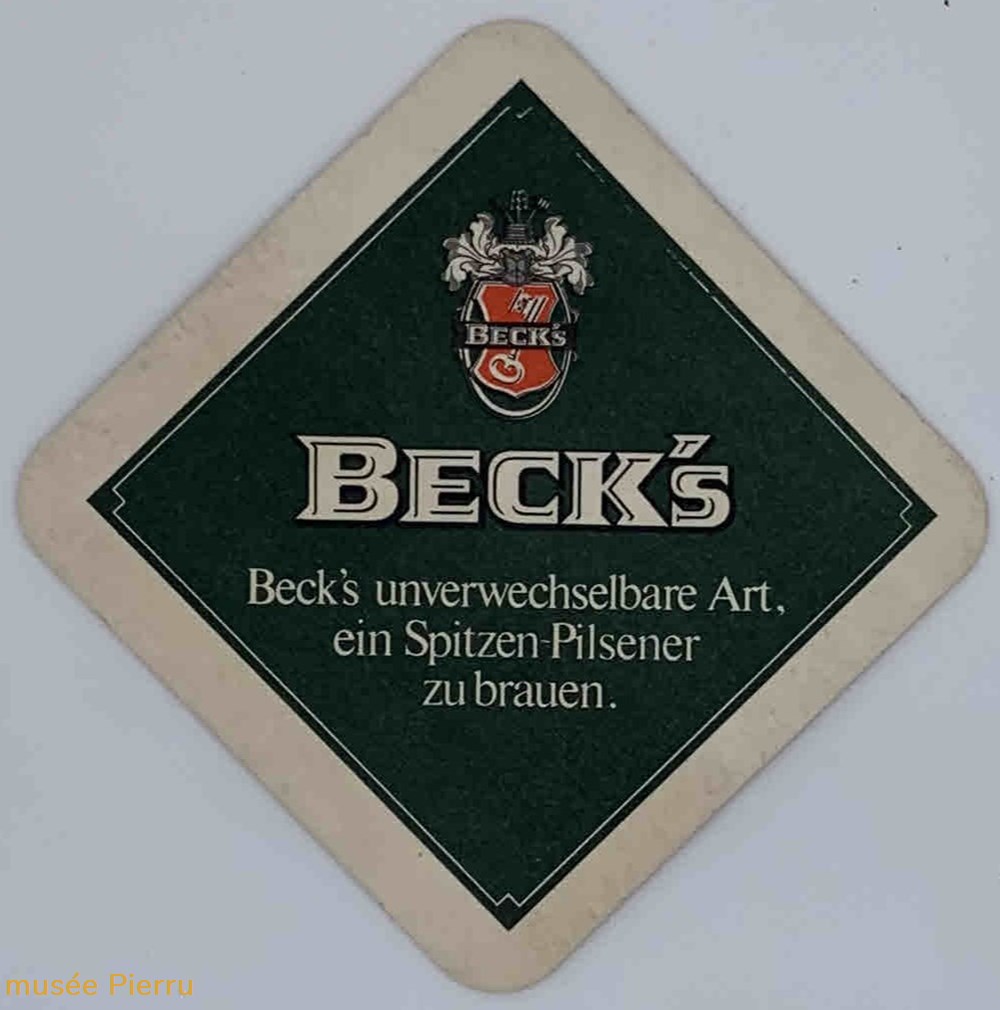 BECK'S
BECK'S
Beck's unverwechselbare Art,
ein Spitzen-Pilsener
zu brauen.
musée Pierru